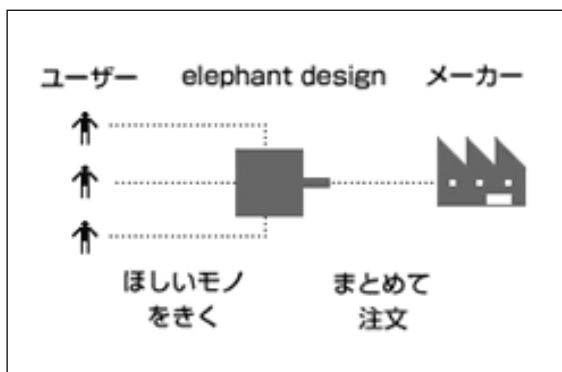 ユーザー elephant design メーカー
ほしいモノ
をきく
まとめて
注文